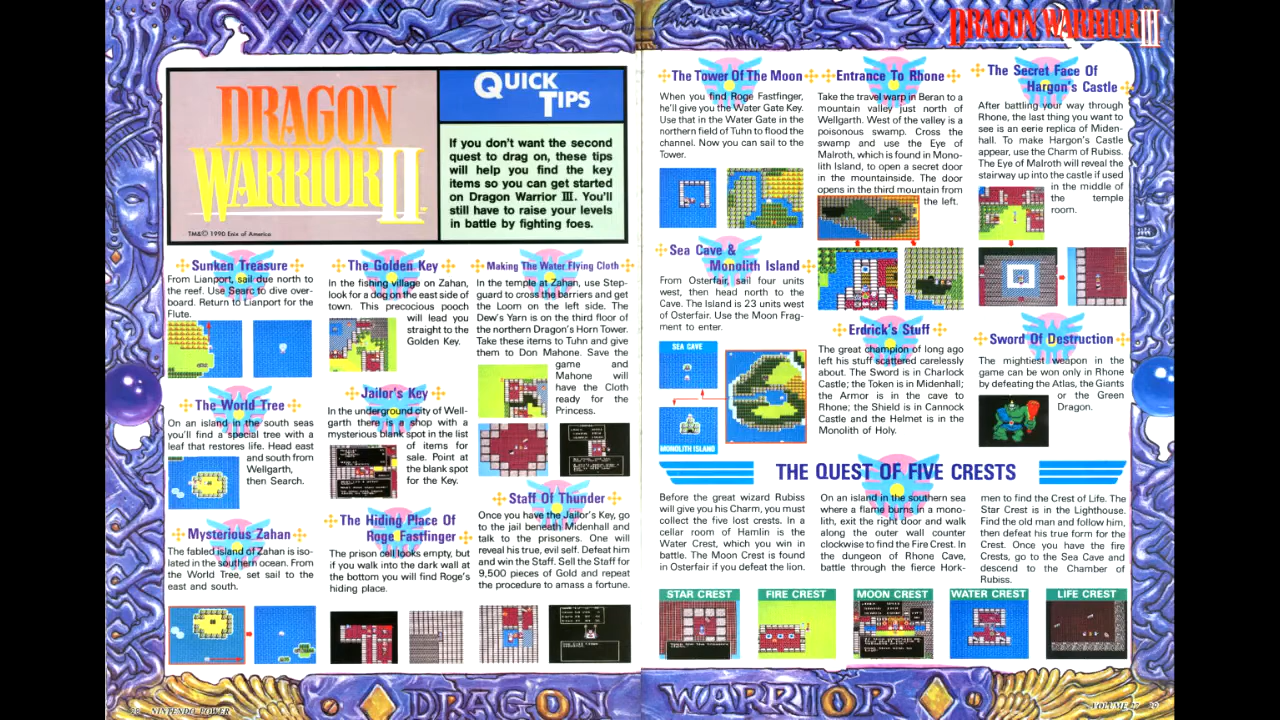 DRAGON WARRIOR III
DRAGON
WARRIOR II
TM&© 1990 Enix of America
QUICK
TIPS
If you don't want the second
quest to drag on, these tips
will help you find the key
items so you can get started
on Dragon Warrior III. You'll
still have to raise your levels
in battle by fighting foes.
Sunken Treasure
From Lianport, sail due north to
the reef. Use Searc to dive over-
board. Return to Lianport for the
Flute.
The World Tree
On an island in the south seas
you'll find a special tree with a
leaf that restores life. Head east
and south from
Wellgarth,
then Search.
Mysterious Zahan
The fabled island of Zahan is iso-
lated in the southern ocean. From
the World Tree, set sail to the
east and south.
The Golden Key
In the fishing village on Zahan,
look for a dog on the east side of
town. This precocious pooch
will lead you
straight to the
Golden Key.
Jailor's Key
In the underground city of Well-
garth there is a shop with a
mysterious blank spot in the list
of items for
sale. Point at
the blank spot
for the Key.
The Hiding Place Of
Roge Fastfinger
The prison cell looks empty, but
if you walk into the dark wall at
the bottom you will find Roge's
hiding place.
Making The Water Flying Cloth
In the temple at Zahan, use Step-
guard to cross the barriers and get
the Loom on the left side. The
Dew's Yarn is on the third floor of
the northern Dragon's Horn Tower.
Take these items to Tuhn and give
them to Don Mahone. Save the
game and
Mahone will
have the Cloth
ready for the
Princess.
Staff Of Thunder
Once you have the Jailor's Key, go
to the jail beneath Midenhall and
talk to the prisoners. One will
reveal his true, evil self. Defeat him
and win the Staff. Sell the Staff for
9,500 pieces of Gold and repeat
the procedure to amass a fortune.
The Tower Of The Moon
When you find Roge Fastfinger,
he'll give you the Water Gate Key.
Use that in the Water Gate in the
northern field of Tuhn to flood the
channel. Now you can sail to the
Tower.
Sea Cave &
Monolith Island
From Osterfair, sail four units
west, then head north to the
Cave. The Island is 23 units west
of Osterfair. Use the Moon Frag-
ment to enter.
SEA CAVE
MONOLITH ISLAND
Entrance To Rhone
Take the travel warp in Beran to a
mountain valley just north of
Wellgarth. West of the valley is a
poisonous swamp. Cross the
swamp and use the Eye of
Malroth, which is found in Mono-
lith Island, to open a secret door
in the mountainside. The door
opens in the third mountain from
the left.
Erdrick's Stuff
The great champion of long ago
left his stuff scattered carelessly
about. The Sword is in Charlock
Castle; the Token is in Midenhall;
the Armor is in the cave to
Rhone; the Shield is in Cannock
Castle and the Helmet is in the
Monolith of Holy.
The Secret Face Of
Hargon's Castle
After battling your way through
Rhone, the last thing you want to
see is an eerie replica of Miden-
hall. To make Hargon's Castle
appear, use the Charm of Rubiss.
The Eye of Malroth will reveal the
stairway up into the castle if used
in the middle of
the temple
room.
Sword Of Destruction
The mightiest weapon in the
game can be won only in Rhone
by defeating the Atlas, the Giants
or the Green
Dragon.
THE QUEST OF FIVE CRESTS
Before the great wizard Rubiss
will give you his Charm, you must
collect the five lost crests. In a
cellar room of Hamlin is the
Water Crest, which you win in
battle. The Moon Crest is found
in Osterfair if you defeat the lion.
On an island in the southern sea
where a flame burns in a mono-
lith, exit the right door and walk
along the outer wall counter
clockwise to find the Fire Crest. In
the dungeon of Rhone Cave,
battle through the fierce Hork-
men to find the Crest of Life. The
Star Crest is in the Lighthouse.
Find the old man and follow him,
then defeat his true form for the
Crest. Once you have the fire
Crests, go to the Sea Cave and
descend to the Chamber of
Rubiss.
STAR CREST
FIRE CREST
MOON CREST
WATER CREST
LIFE CREST
DRAGON WARRIOR
NINTENDO POWER
VOLUME 27 29